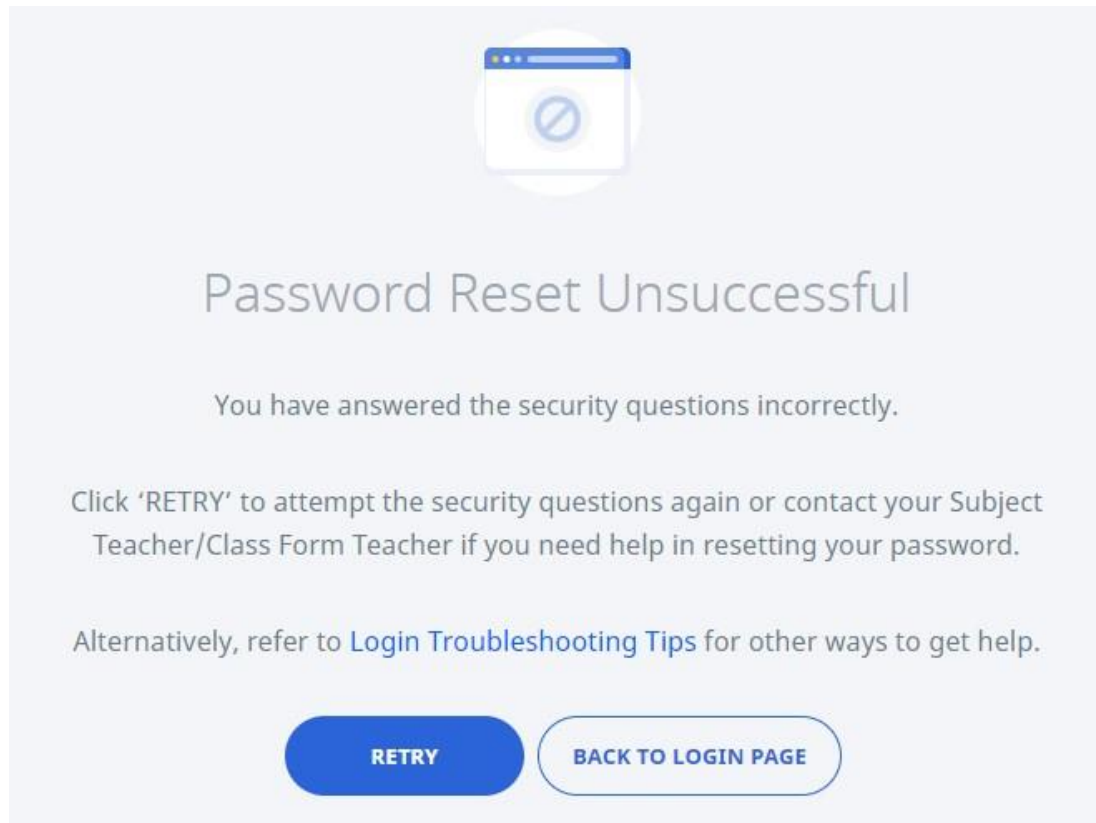 Password Reset Unsuccessful
You have answered the security questions incorrectly.
Click ‘RETRY’ to attempt the security questions again or contact your Subject
Teacher/Class Form Teacher if you need help in resetting your password.
Alternatively, refer to Login Troubleshooting Tips for other ways to get help.
RETRY
BACK TO LOGIN PAGE